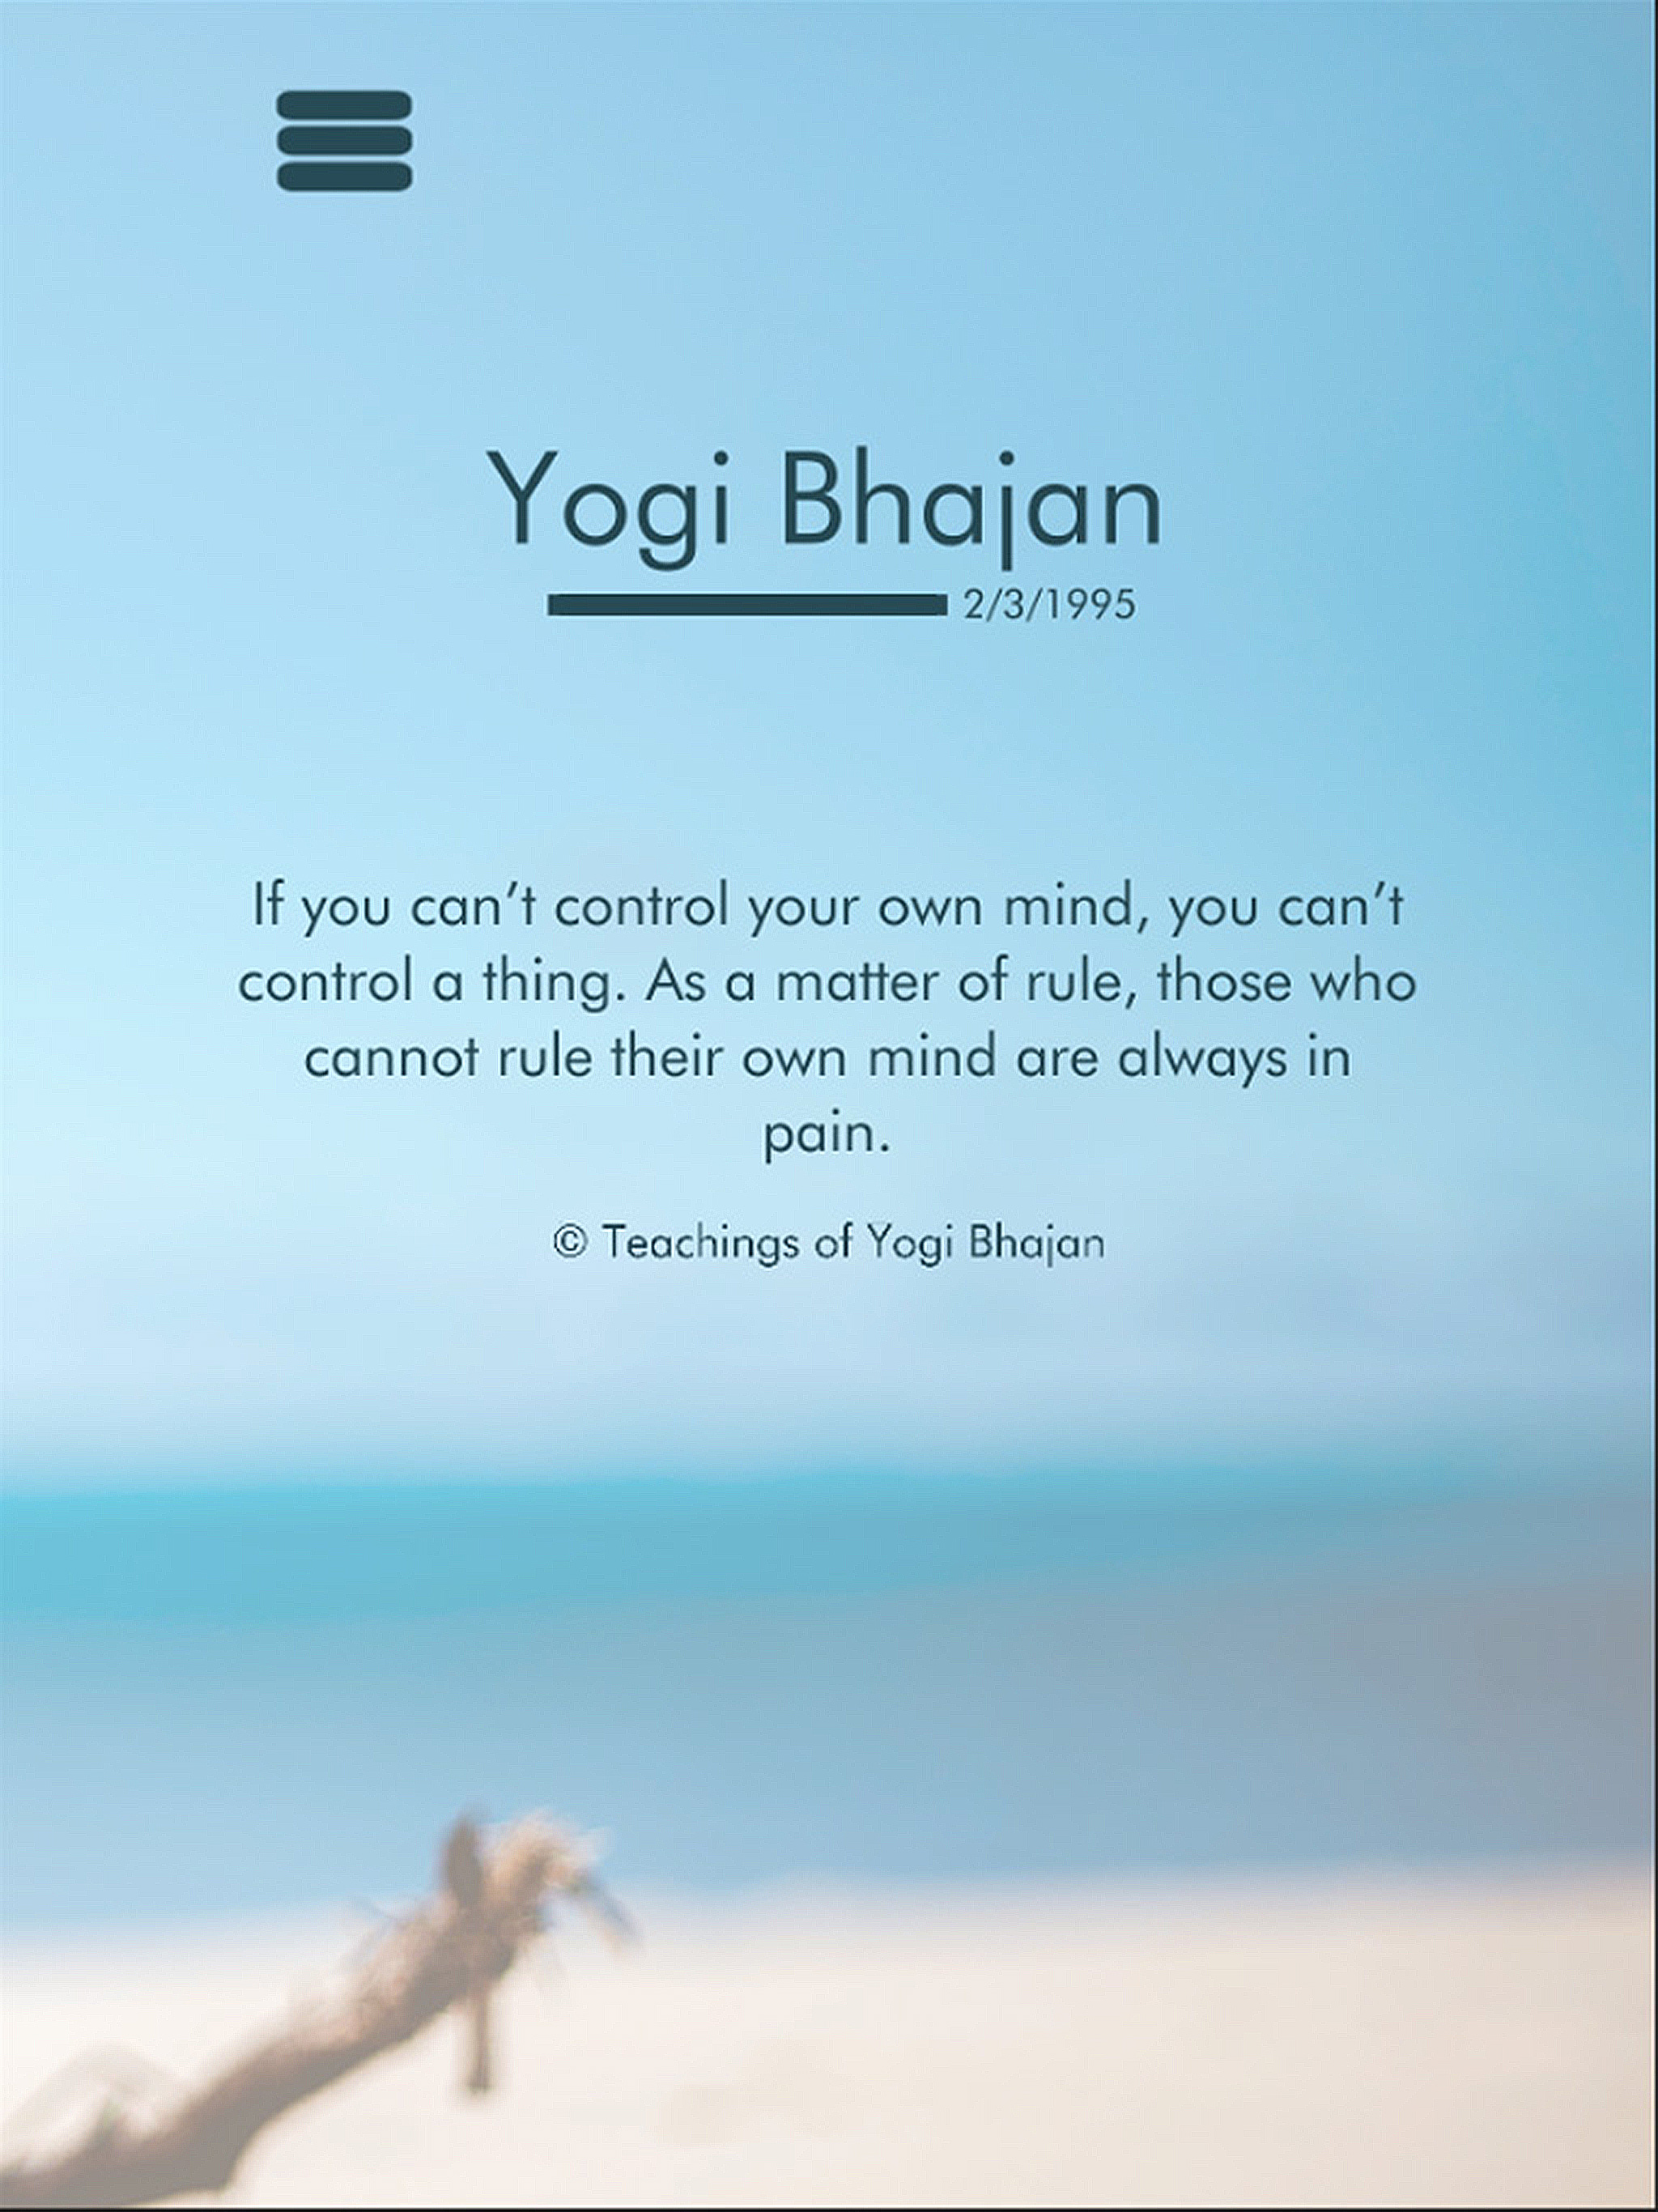 Yogi Bhajan
2/3/1995
If you can’t control your own mind, you can’t
control a thing. As a matter of rule, those who
cannot rule their own mind are always in
pain.
© Teachings of Yogi Bhajan